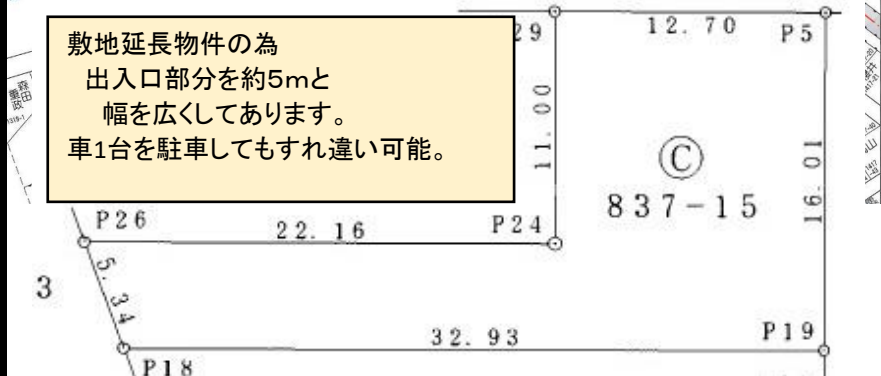 敷地延長物件の為
出入口部分を約5mと
幅を広くしてあります。
車1台を駐車してもすれ違い可能。
29
12.70
P5
11.00
Ⓒ
837-15
16.01
P26
22.16
P24
5.34
3
32.93
P19
P18